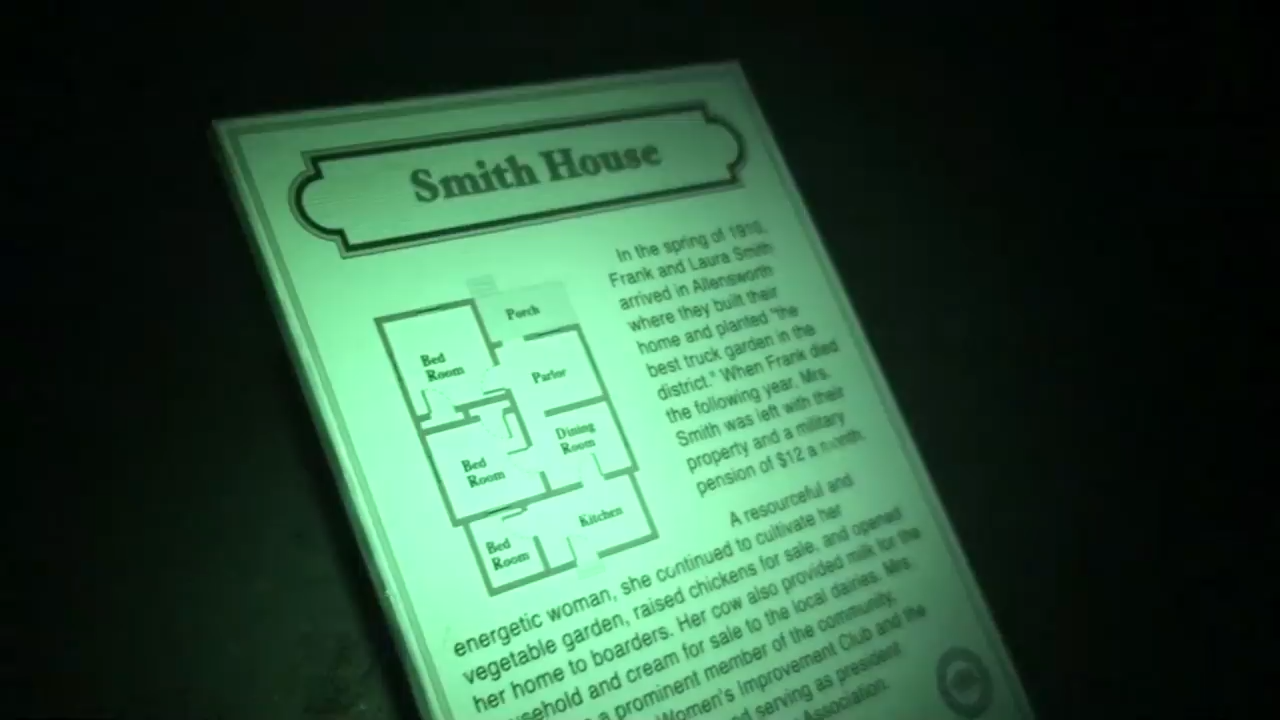 Smith House
Porch
Bed
Room
Parlor
Dining
Room
Bed
Room
Kitchen
Bed
Room
In the spring of 1910,
Frank and Laura Smith
arrived in Allensworth
where they built their
home and planted "the
best truck garden in the
district." When Frank died
the following year, Mrs.
Smith was left with their
property and a military
pension of $12 a month.
A resourceful and
energetic woman, she continued to cultivate her
vegetable garden, raised chickens for sale, and opened
her home to boarders. Her cow also provided milk for the
and cream for sale to the local dairies. Mrs.
a prominent member of the community,
Women's Improvement Club and the
serving as president
Association.